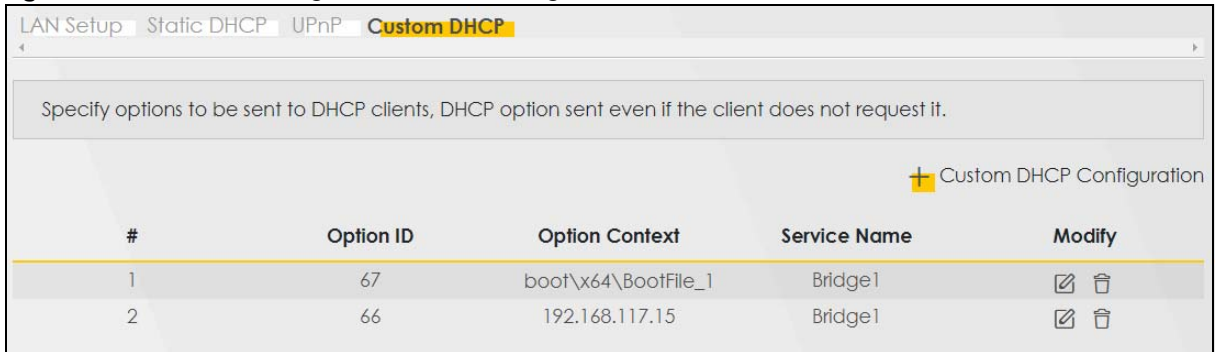 LAN Setup Static DHCP UPnP Custom DHCP
Specify options to be sent to DHCP clients, DHCP option sent even if the client does not request it.
+ Custom DHCP Configuration
# Option ID Option Context Service Name Modify
1 67 boot\x64\BootFile_1 Bridge1
2 66 192.168.117.15 Bridge1